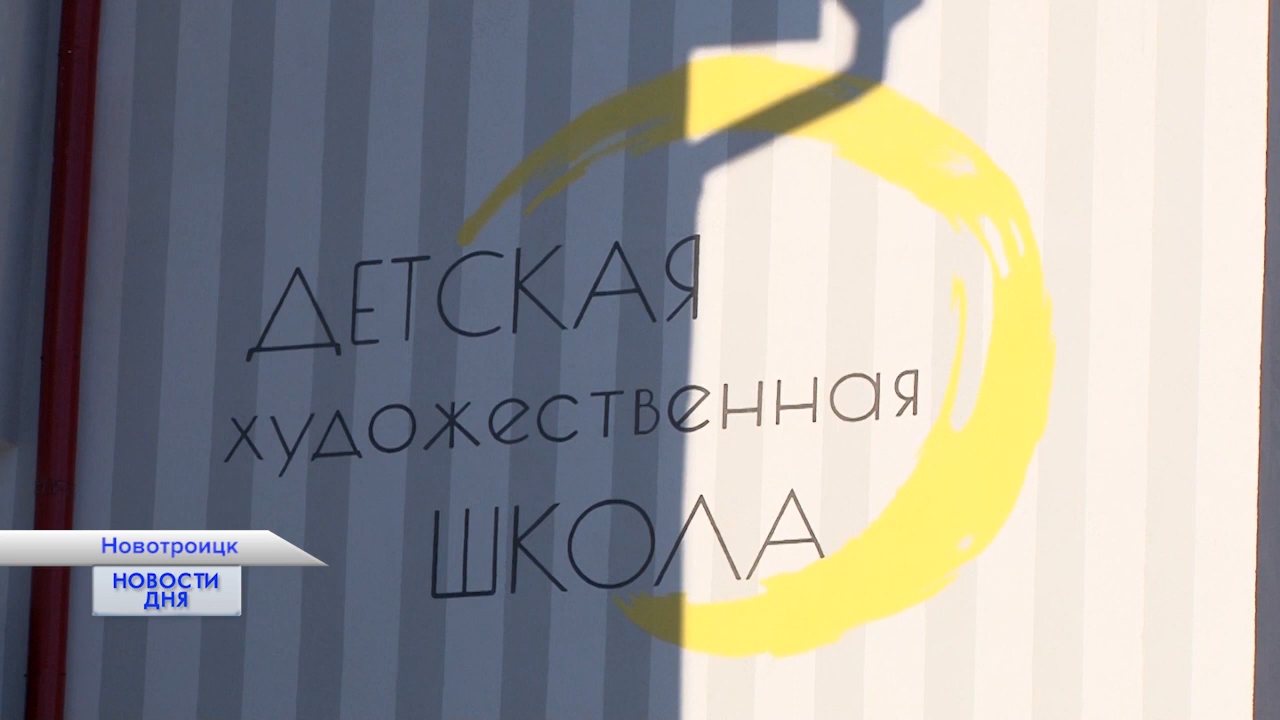 ДЕТСКАЯ
художественная
ШКОЛА
Новотроицк
НОВОСТИ
ДНЯ